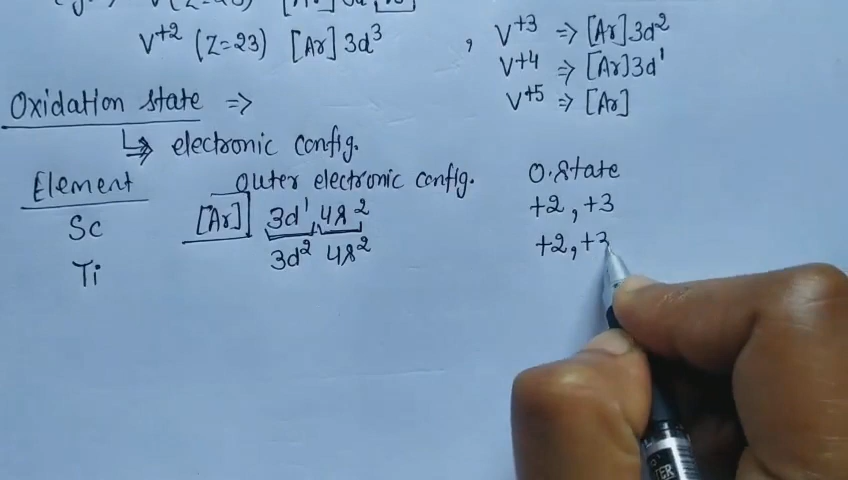 V+2 (Z=23) [Ar] 3d3 , V+3 => [Ar] 3d2
V+4 => [Ar] 3d1
V+5 => [Ar]
Oxidation state =>
electronic config.
Element outer electronic config. O.State
Sc [Ar] 3d1, 4s2 +2, +3
Ti 3d2 4s2 +2, +3